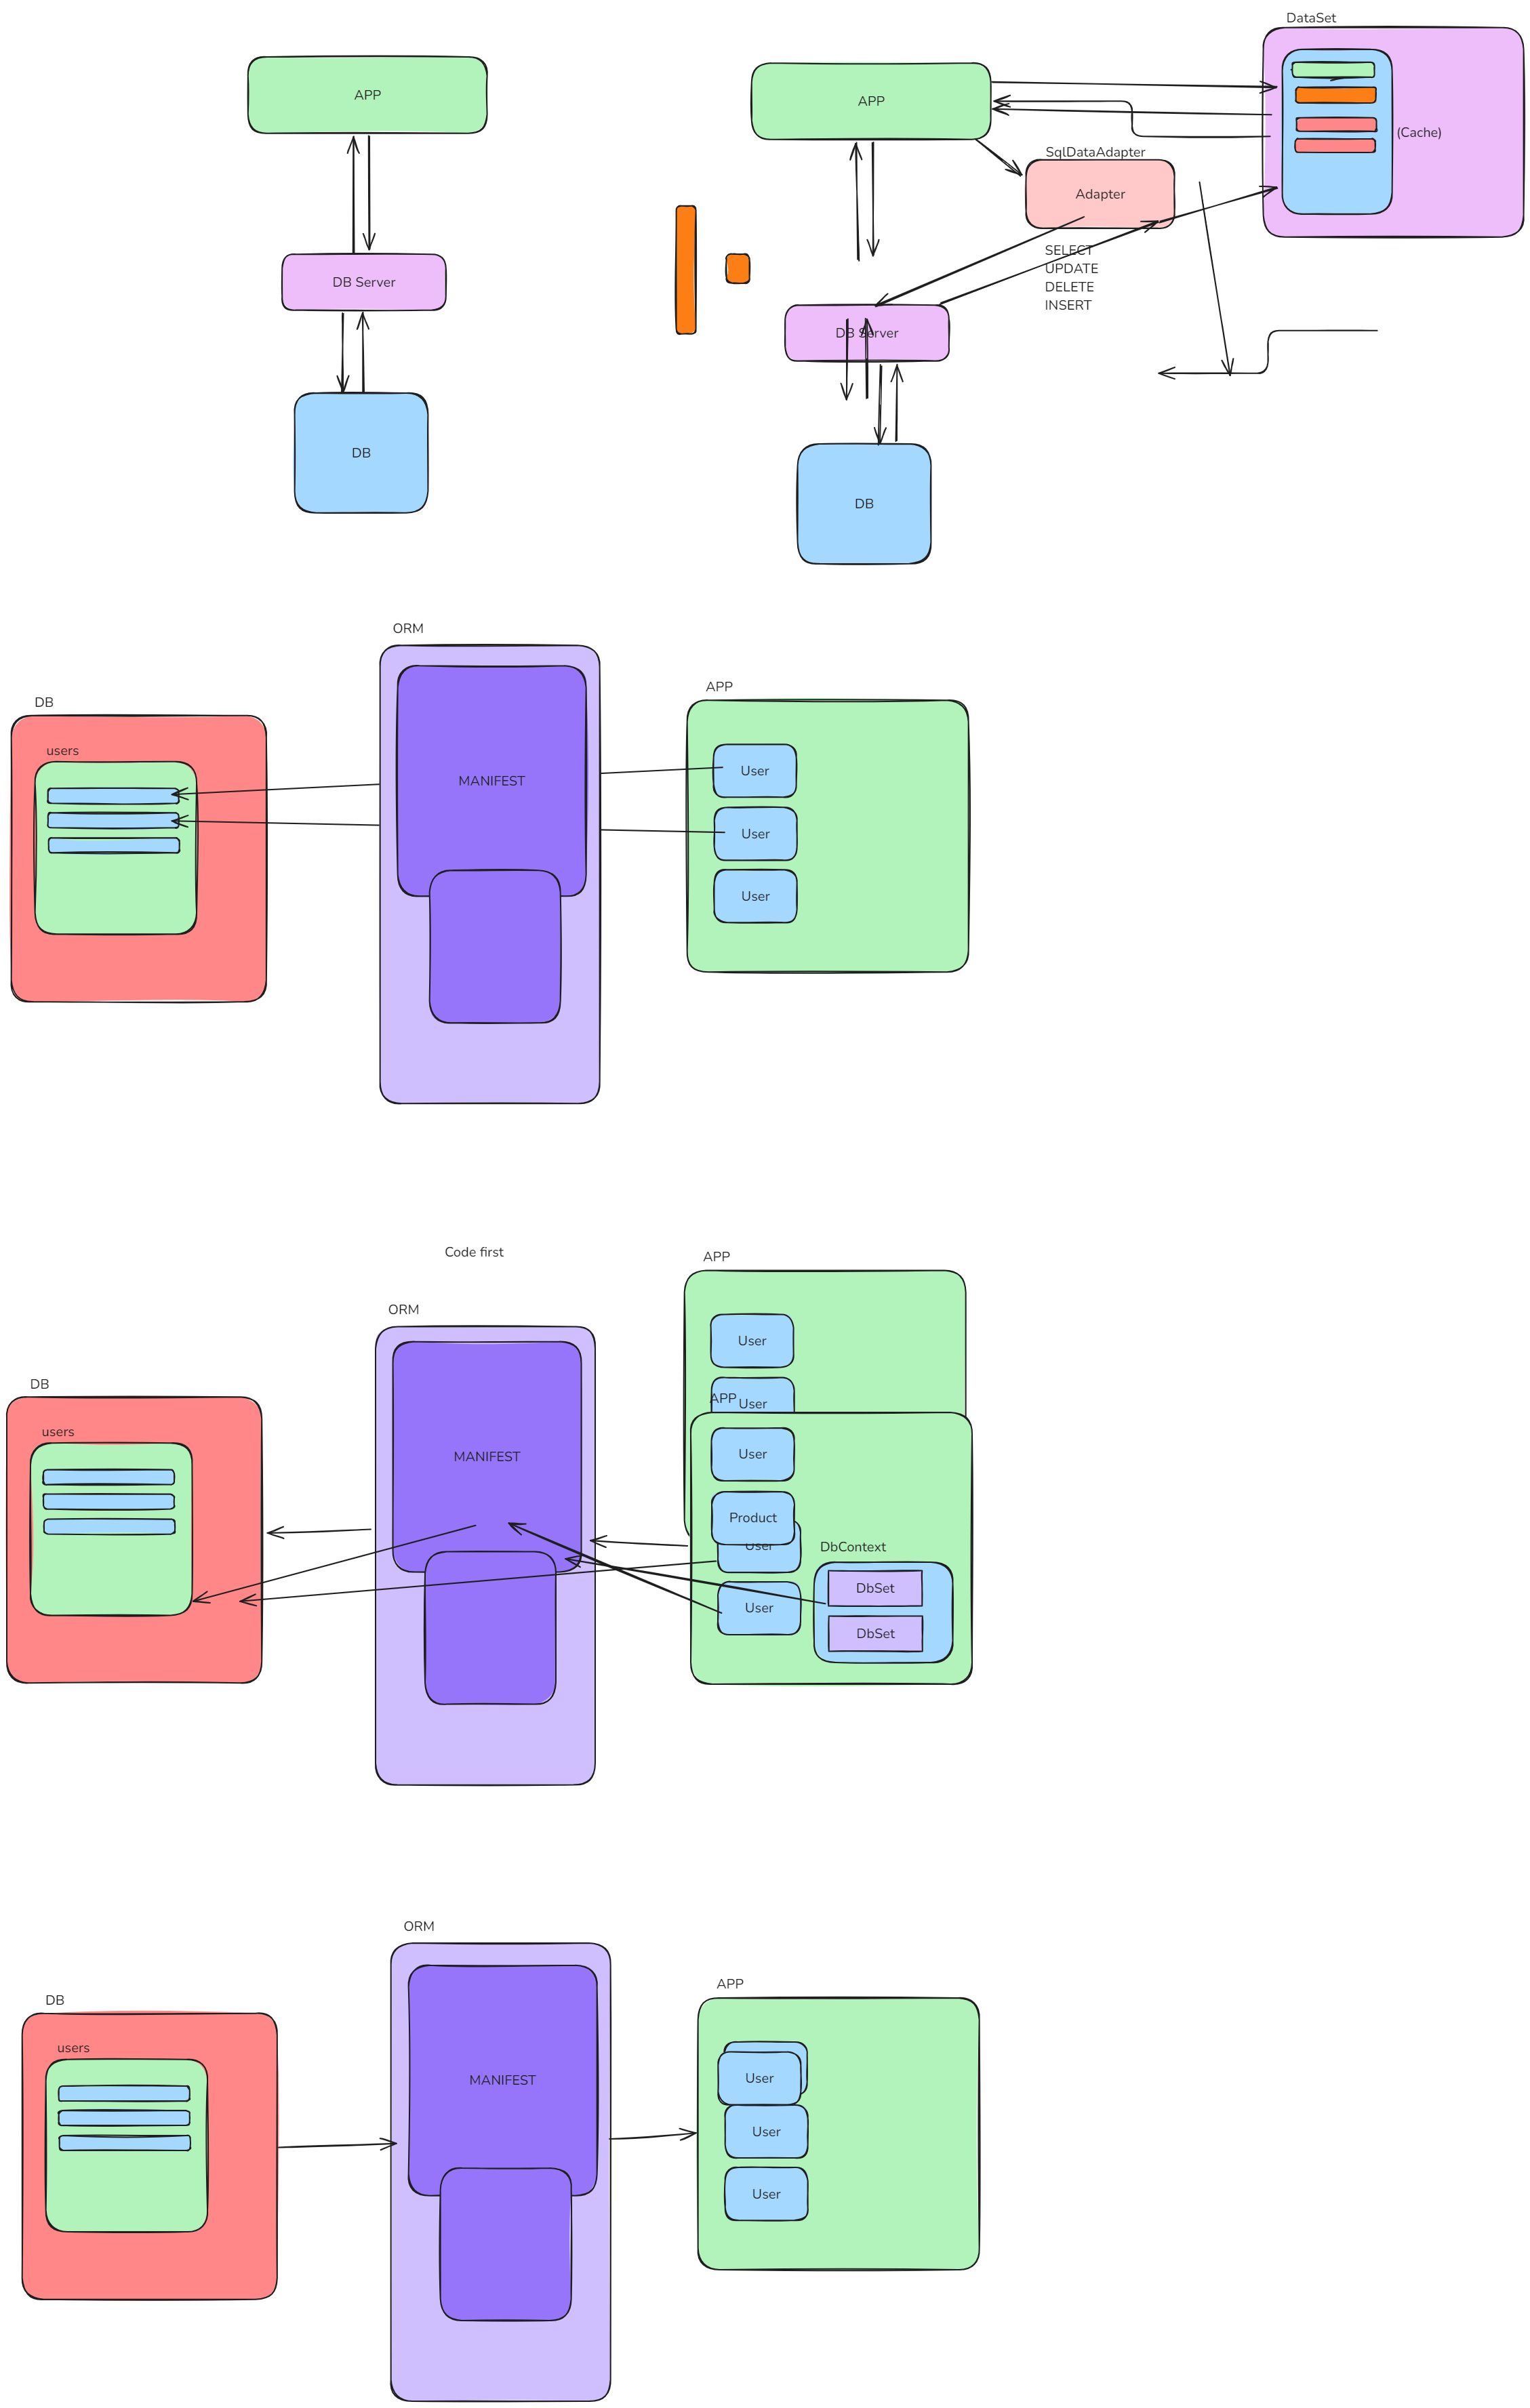 DataSet
APP
APP
(Cache)
SqlDataAdapter
Adapter
SELECT
UPDATE
DELETE
INSERT
DB Server
DB Server
DB
DB
ORM
APP
DB
users
MANIFEST
User
User
User
Code first
APP
ORM
User
DB
APP
User
users
MANIFEST
User
Product
User
DbContext
DbSet
User
DbSet
ORM
APP
DB
users
MANIFEST
User
User
User